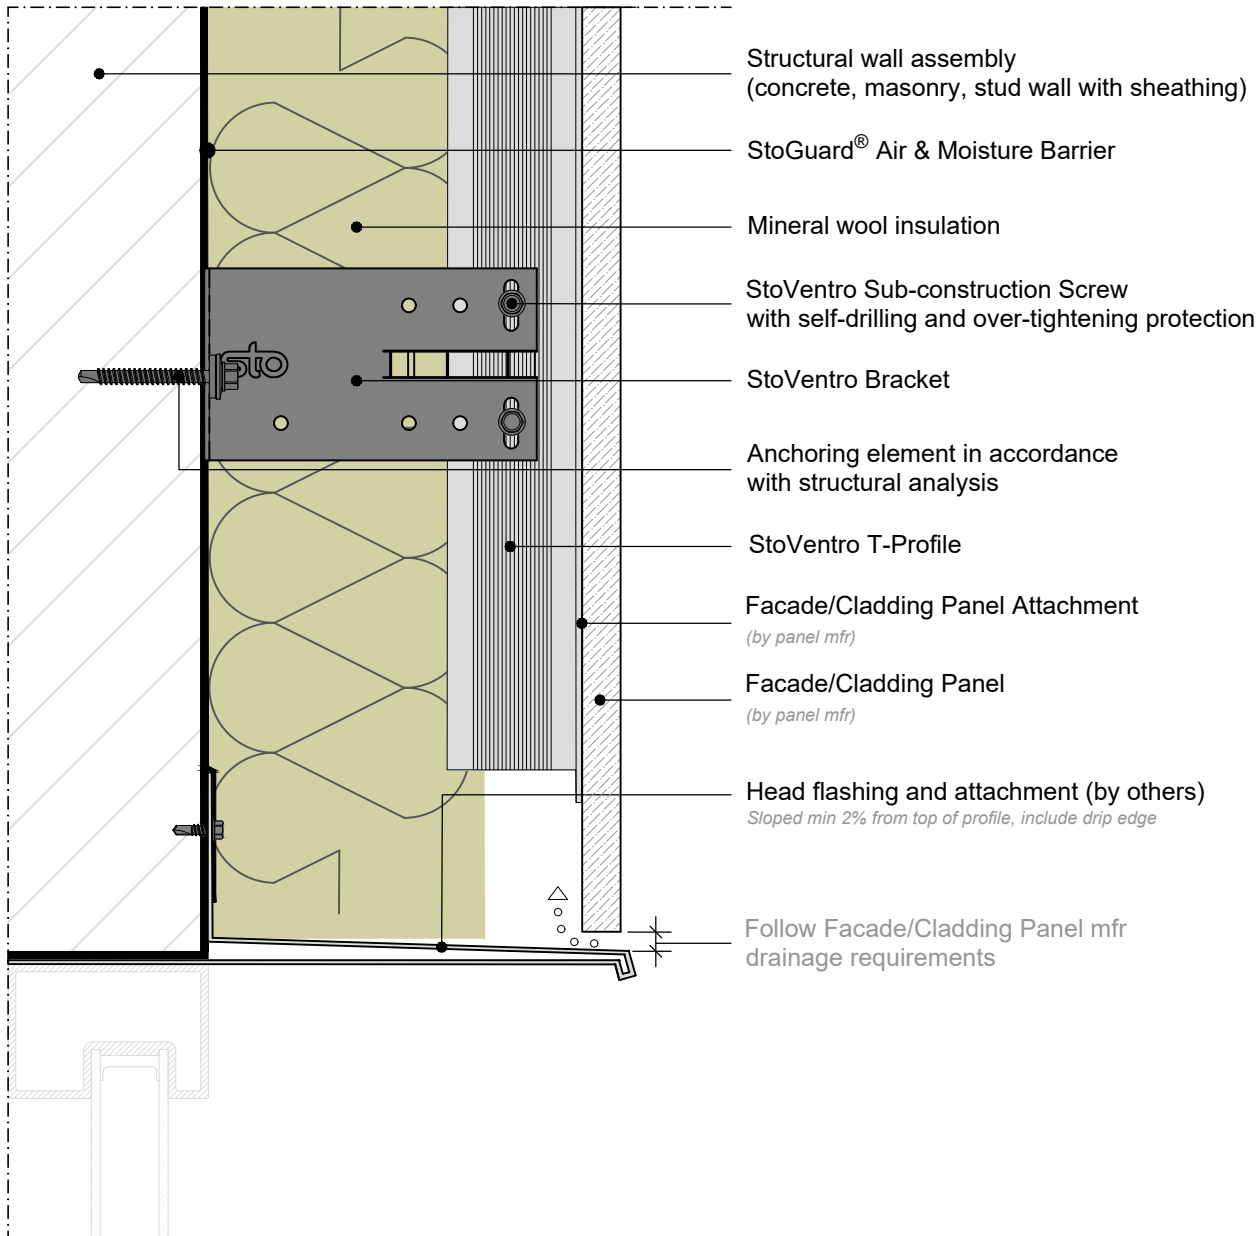 Structural wall assembly
(concrete, masonry, stud wall with sheathing)
StoGuard® Air & Moisture Barrier
Mineral wool insulation
StoVentro Sub-construction Screw
with self-drilling and over-tightening protection
sto
StoVentro Bracket
Anchoring element in accordance
with structural analysis
StoVentro T-Profile
Facade/Cladding Panel Attachment
(by panel mfr)
Facade/Cladding Panel
(by panel mfr)
Head flashing and attachment (by others)
Sloped min 2% from top of profile, include drip edge
Follow Facade/Cladding Panel mfr
drainage requirements